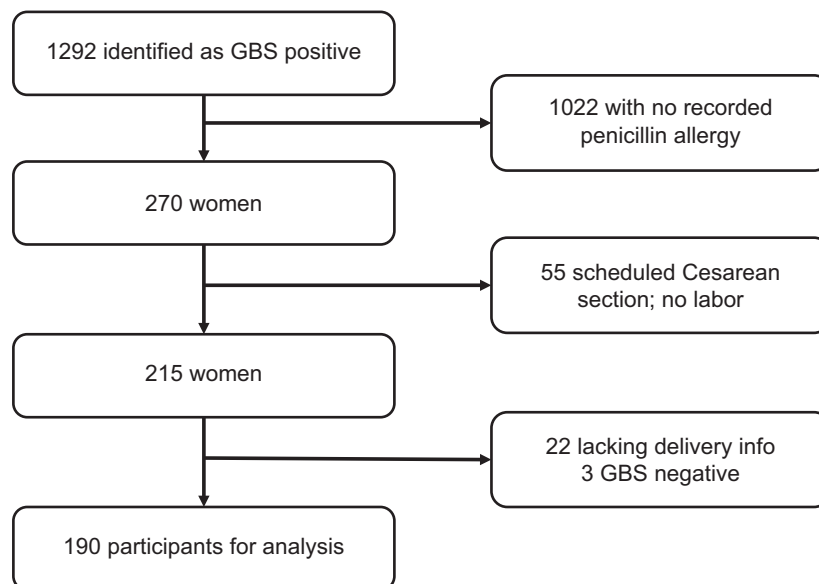 1292 identified as GBS positive
1022 with no recorded
penicillin allergy
270 women
55 scheduled Cesarean
section; no labor
215 women
22 lacking delivery info
3 GBS negative
190 participants for analysis